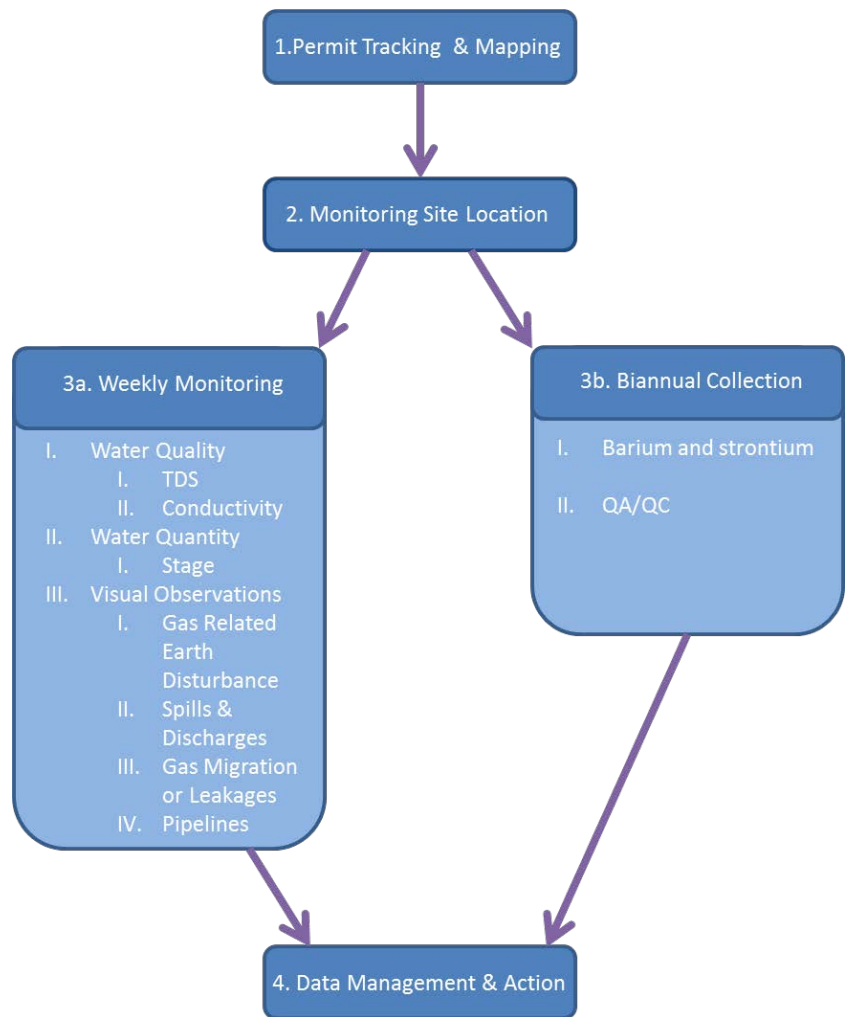 1.Permit Tracking & Mapping
2. Monitoring Site Location
3a. Weekly Monitoring
I. Water Quality
I. TDS
II. Conductivity
II. Water Quantity
I. Stage
III. Visual Observations
I. Gas Related
Earth
Disturbance
II. Spills &
Discharges
III. Gas Migration
or Leakages
IV. Pipelines
3b. Biannual Collection
I. Barium and strontium
II. QA/QC
4. Data Management & Action